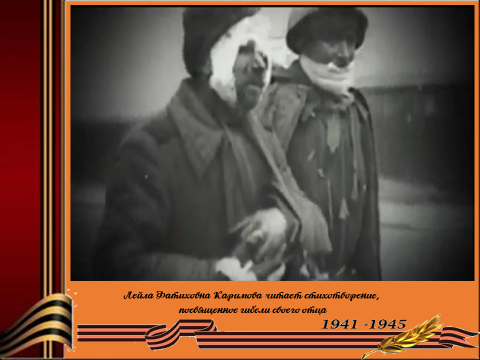 Лейла Фатиховна Каримова читает стихотворение,
посвященное гибели своего отца
1941 -1945